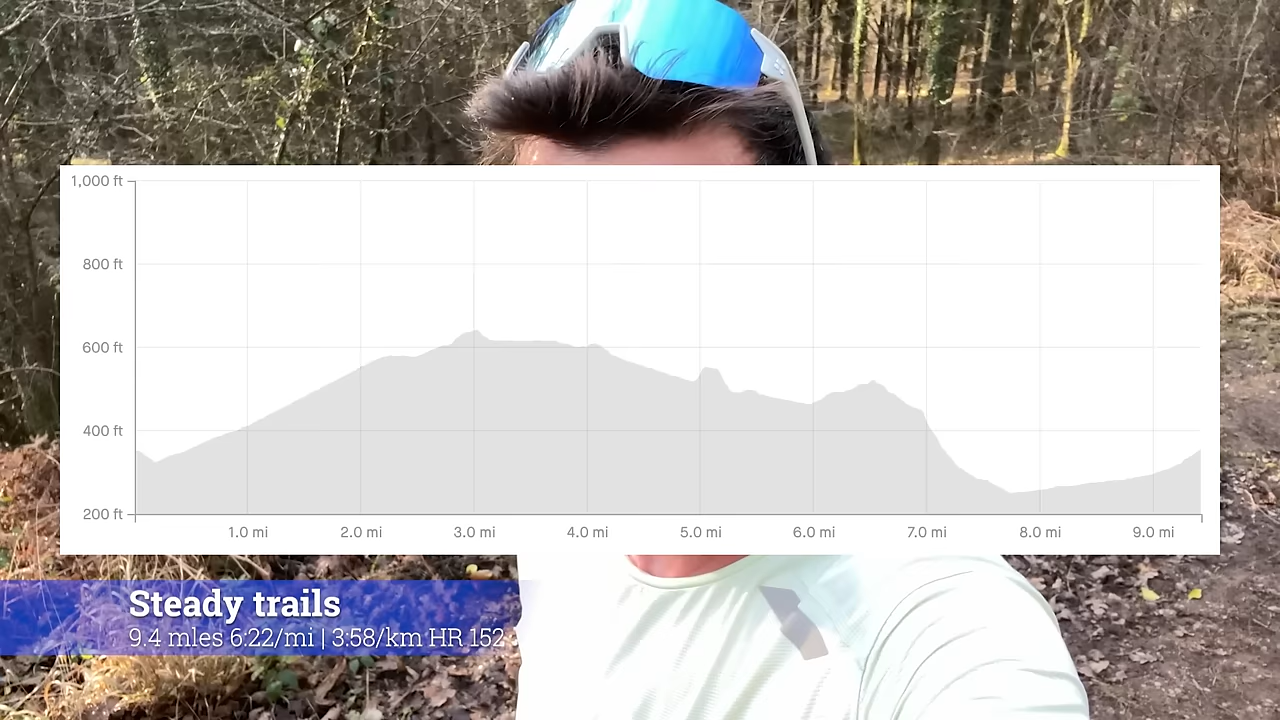 1,000 ft
800 ft
600 ft
400 ft
200 ft
1.0 mi 2.0 mi 3.0 mi 4.0 mi 5.0 mi 6.0 mi 7.0 mi 8.0 mi 9.0 mi
Steady trails
9.4 mles 6:22/mi | 3:58/km HR 152